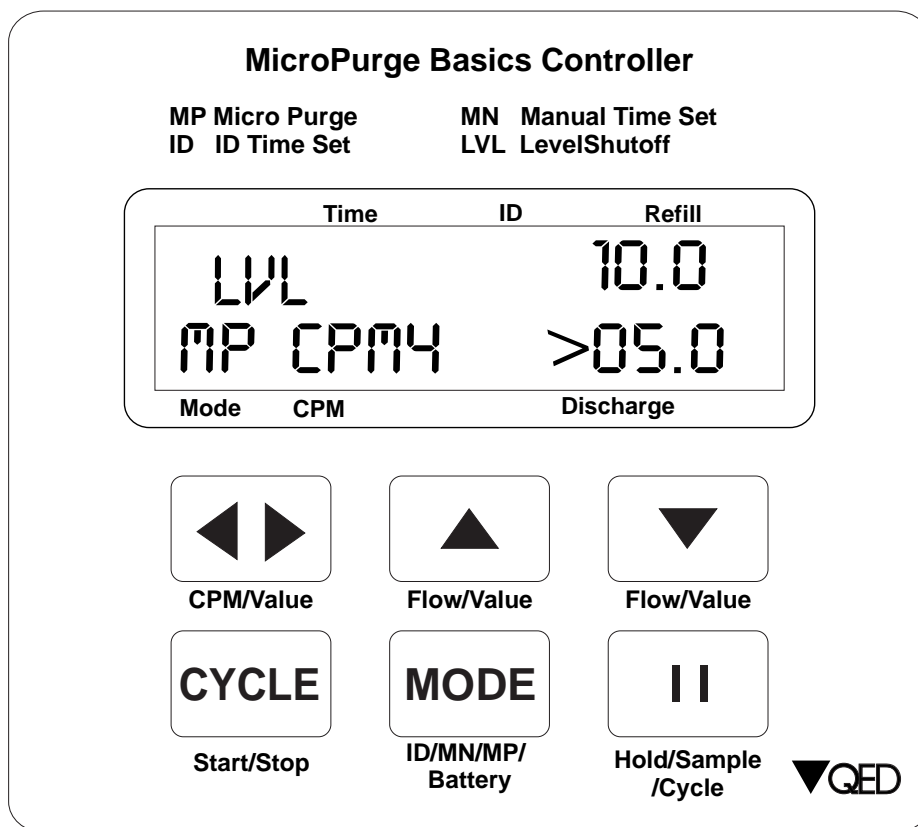 MicroPurge Basics Controller
MP Micro Purge MN Manual Time Set
ID ID Time Set LVL LevelShutoff
Time ID Refill
LVL 10.0
MP CPM4 >05.0
Mode CPM Discharge
CPM/Value Flow/Value Flow/Value
CYCLE MODE
Start/Stop ID/MN/MP/ Hold/Sample
Battery /Cycle
QED